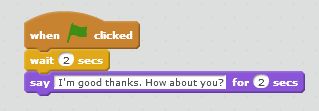 when clicked
wait 2 secs
say I'm good thanks. How about you? for 2 secs